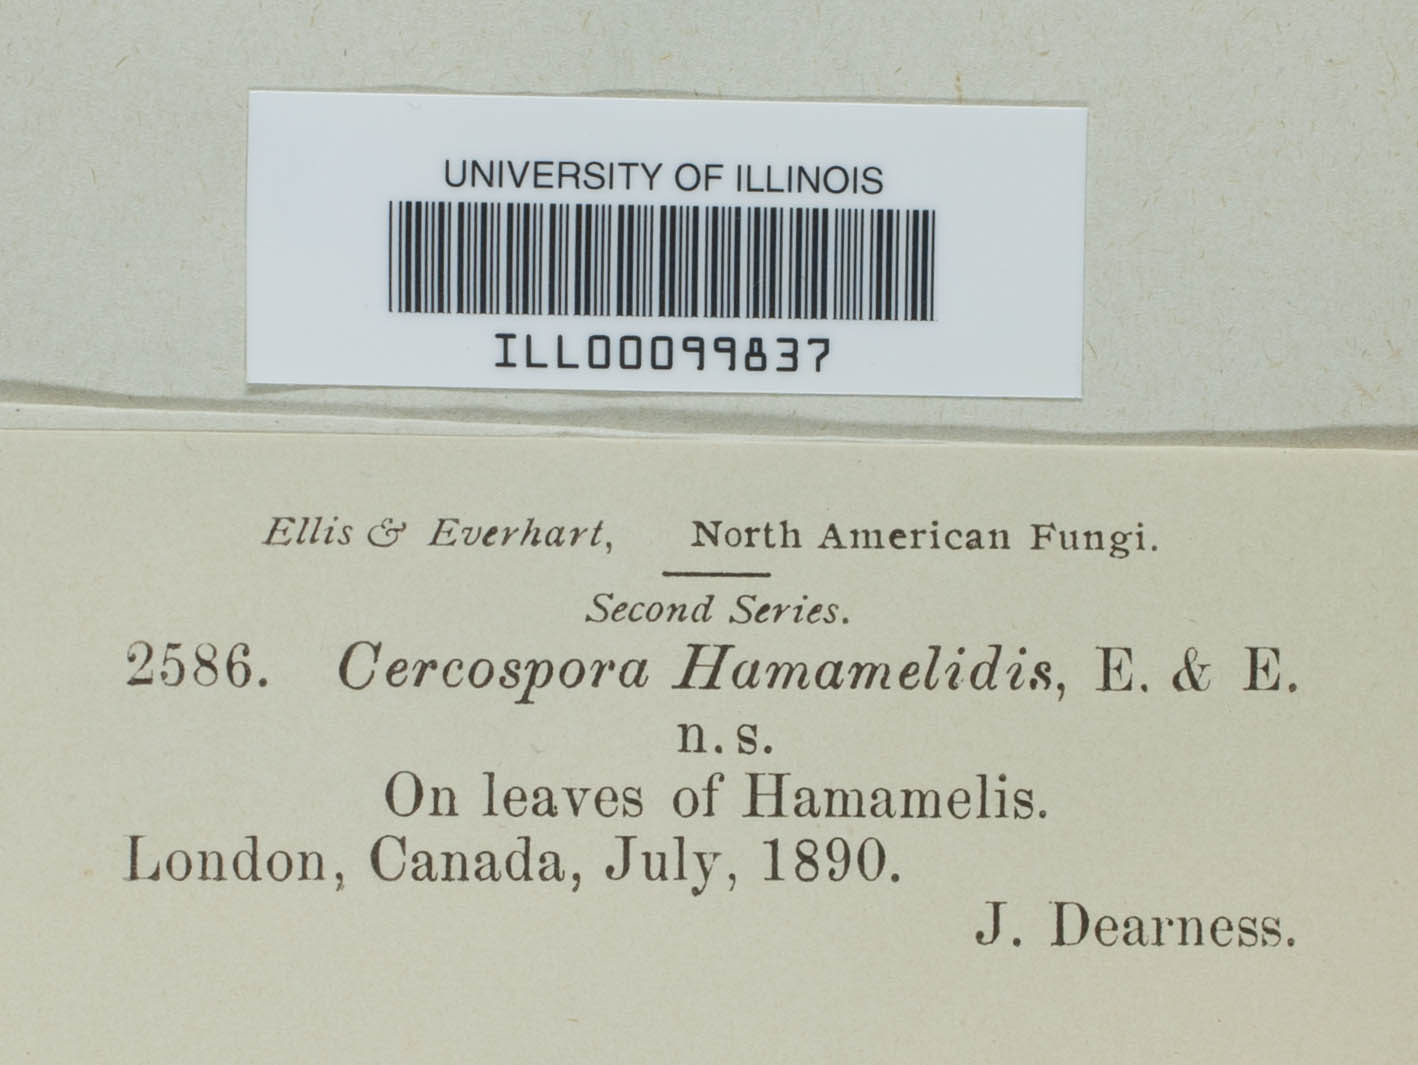 UNIVERSITY OF ILLINOIS
ILL00099837
Ellis & Everhart, North American Fungi.
Second Series.
2586. Cercospora Hamamelidis, E. & E.
n. s.
On leaves of Hamamelis.
London, Canada, July, 1890.
J. Dearness.